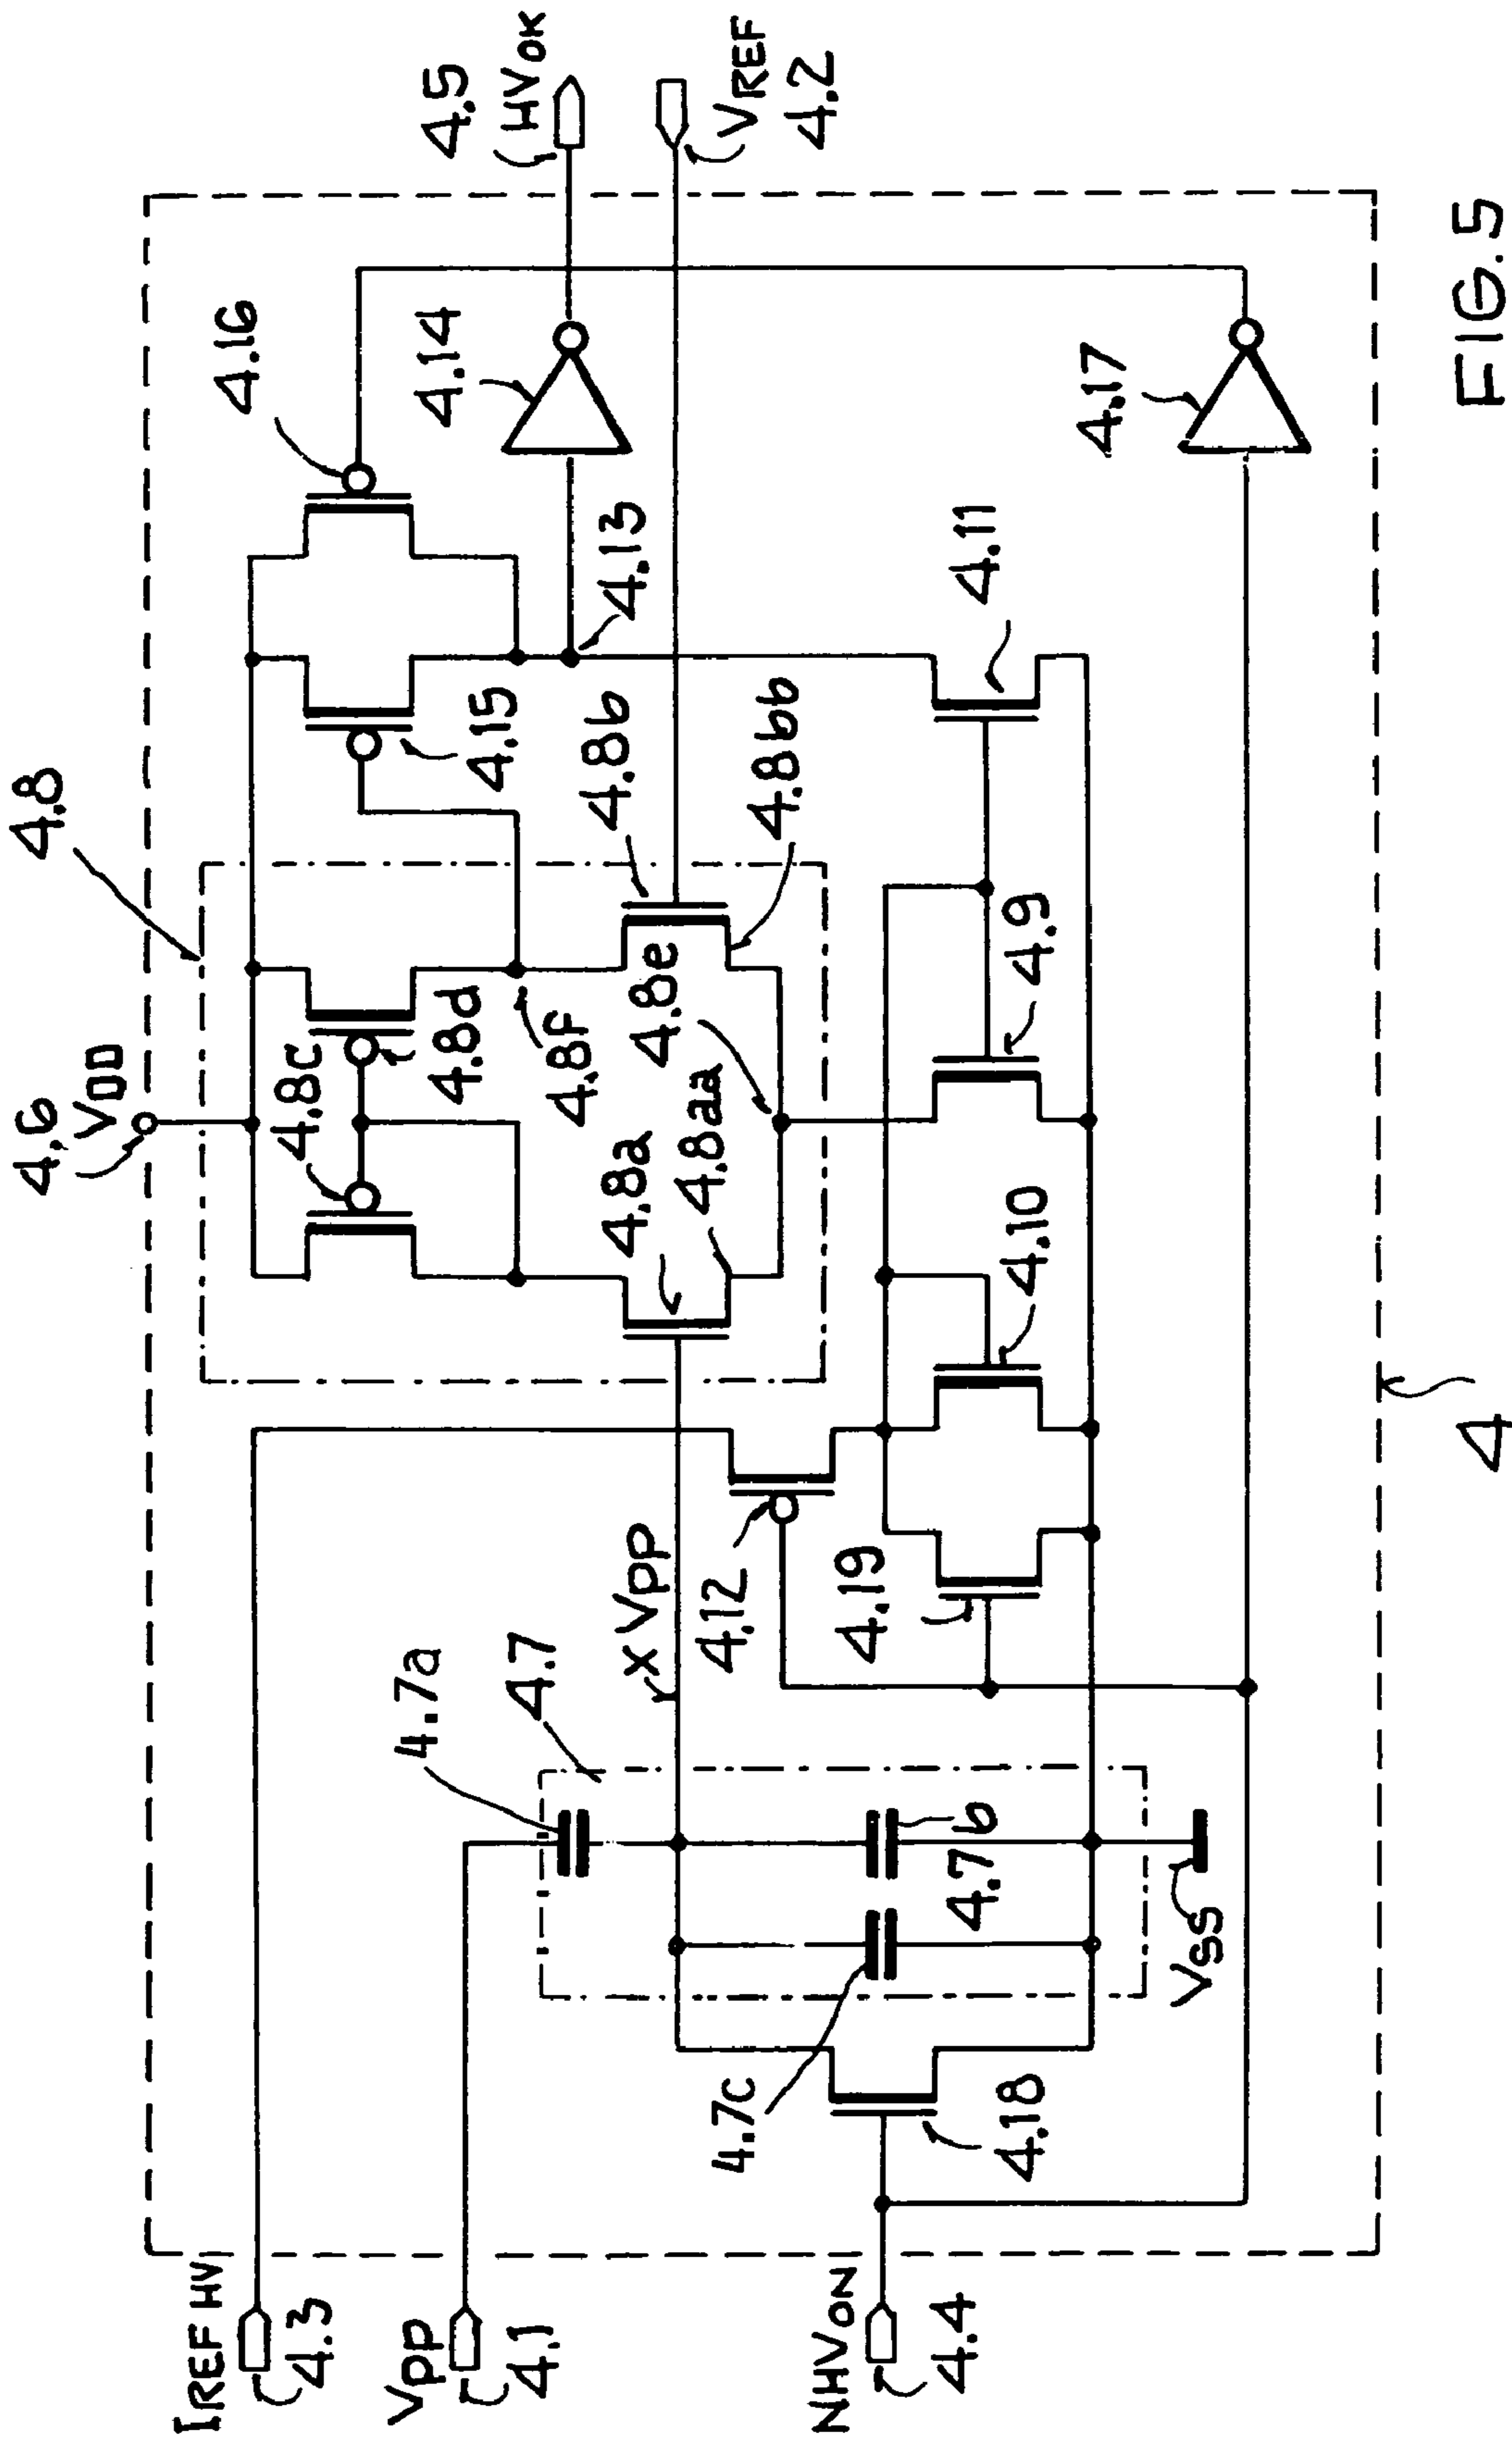 4.6
VDD
4.8
4.8c
4.8d
4.8f
4.8a
4.8aa
4.8e
4.8b
4.8bb
4.15
4.16
4.14
4.13
4.5
HVOK
VREF
4.2
IREF HV
4.3
VPP
4.1
NHVON
4.4
4.7a
4.7
xVPP
4.7b
4.7c
4.12
4.19
4.18
4.10
4.9
4.11
4.17
VSS
4
FIG. 5